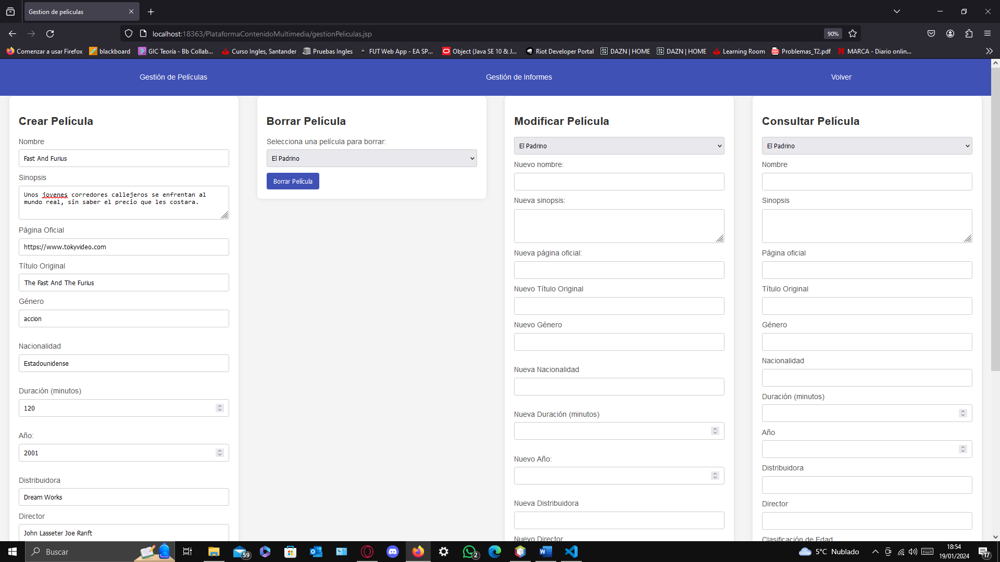 Gestion de peliculas
localhost:18363/PlataformaContenidoMultimedia/gestionPeliculas.jsp
90%
Comenzar a usar Firefox
blackboard
GIC Teoría - Bb Collab...
Curso Ingles, Santander
Pruebas Ingles
FUT Web App - EA SP...
Object (Java SE 10 & J...
Riot Developer Portal
DAZN | HOME
DAZN | HOME
Learning Room
Problemas_T2.pdf
MARCA - Diario onlin...
Gestión de Películas
Gestión de Informes
Volver
Crear Película
Nombre
Fast And Furius
Sinopsis
Unos jovenes corredores callejeros se enfrentan al
mundo real, sin saber el precio que les costara.
Página Oficial
https://www.tokyvideo.com
Título Original
The Fast And The Furius
Género
accion
Nacionalidad
Estadounidense
Duración (minutos)
120
Año:
2001
Distribuidora
Dream Works
Director
John Lasseter Joe Ranft
Borrar Película
Selecciona una película para borrar:
El Padrino
Borrar Película
Modificar Película
El Padrino
Nuevo nombre:
Nueva sinopsis:
Nueva página oficial:
Nuevo Título Original
Nuevo Género
Nueva Nacionalidad
Nueva Duración (minutos)
Nuevo Año:
Nueva Distribuidora
Nuevo Director
Consultar Película
El Padrino
Nombre
Sinopsis
Página oficial
Título Original
Género
Nacionalidad
Duración (minutos)
Año
Distribuidora
Director
Clasificación de Edad
Buscar
59
2
5°C Nublado
18:54
19/01/2024
17